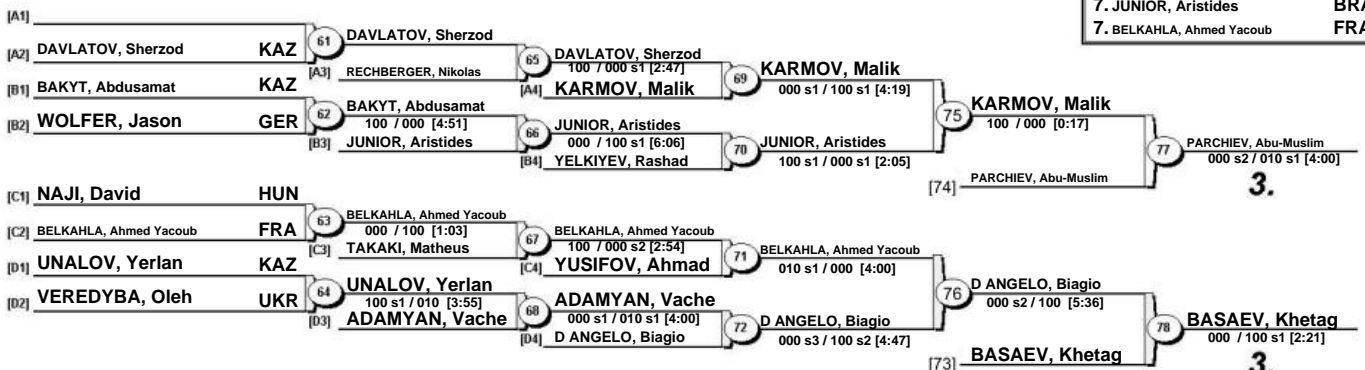 7. JUNIOR, Aristides BRA
7. BELKAHLA, Ahmed Yacoub FRA
[A1]
[A2] DAVLATOV, Sherzod KAZ
61 DAVLATOV, Sherzod
[A3] RECHBERGER, Nikolas
[B1] BAKYT, Abdusamat KAZ
[B2] WOLFER, Jason GER
62 BAKYT, Abdusamat
100 / 000 [4:51]
[B3] JUNIOR, Aristides
65 DAVLATOV, Sherzod
100 / 000 s1 [2:47]
[A4] KARMOV, Malik
66 JUNIOR, Aristides
000 / 100 s1 [6:06]
[B4] YELKIYEV, Rashad
69 KARMOV, Malik
000 s1 / 100 s1 [4:19]
70 JUNIOR, Aristides
100 s1 / 000 s1 [2:05]
75 KARMOV, Malik
100 / 000 [0:17]
[74] PARCHIEV, Abu-Muslim
77 PARCHIEV, Abu-Muslim
000 s2 / 010 s1 [4:00]
3.
[C1] NAJI, David HUN
[C2] BELKAHLA, Ahmed Yacoub FRA
63 BELKAHLA, Ahmed Yacoub
000 / 100 [1:03]
[C3] TAKAKI, Matheus
[D1] UNALOV, Yerlan KAZ
[D2] VEREDYBA, Oleh UKR
64 UNALOV, Yerlan
100 s1 / 010 [3:55]
[D3] ADAMYAN, Vache
67 BELKAHLA, Ahmed Yacoub
100 / 000 s2 [2:54]
[C4] YUSIFOV, Ahmad
68 ADAMYAN, Vache
000 s1 / 010 s1 [4:00]
[D4] D ANGELO, Biagio
71 BELKAHLA, Ahmed Yacoub
010 s1 / 000 [4:00]
72 D ANGELO, Biagio
000 s3 / 100 s2 [4:47]
76 D ANGELO, Biagio
000 s2 / 100 [5:36]
[73] BASAEV, Khetag
78 BASAEV, Khetag
000 / 100 s1 [2:21]
3.